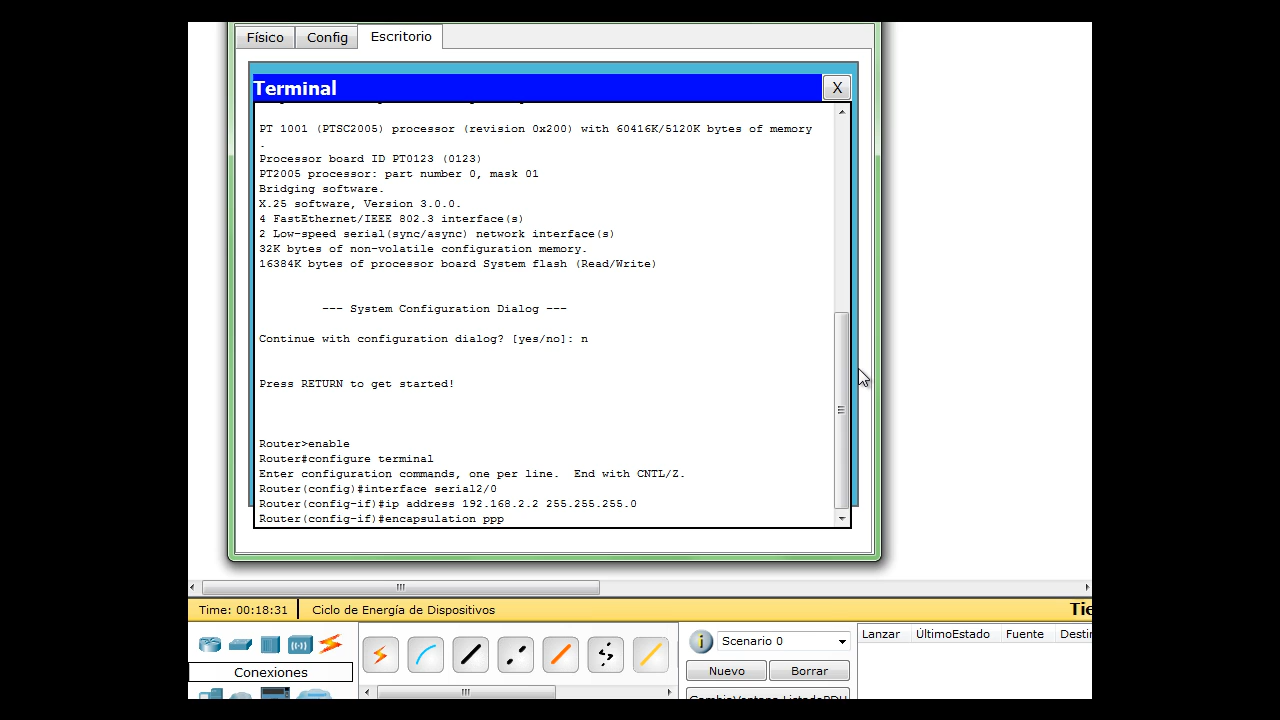 Físico Config Escritorio
Terminal X
PT 1001 (PTSC2005) processor (revision 0x200) with 60416K/5120K bytes of memory
.
Processor board ID PT0123 (0123)
PT2005 processor: part number 0, mask 01
Bridging software.
X.25 software, Version 3.0.0.
4 FastEthernet/IEEE 802.3 interface(s)
2 Low-speed serial(sync/async) network interface(s)
32K bytes of non-volatile configuration memory.
16384K bytes of processor board System flash (Read/Write)
--- System Configuration Dialog ---
Continue with configuration dialog? [yes/no]: n
Press RETURN to get started!
Router>enable
Router#configure terminal
Enter configuration commands, one per line.  End with CNTL/Z.
Router(config)#interface serial2/0
Router(config-if)#ip address 192.168.2.2 255.255.255.0
Router(config-if)#encapsulation ppp
Time: 00:18:31 Ciclo de Energía de Dispositivos Tie
Scenario 0 Lanzar ÚltimoEstado Fuente Destin
Conexiones Nuevo Borrar